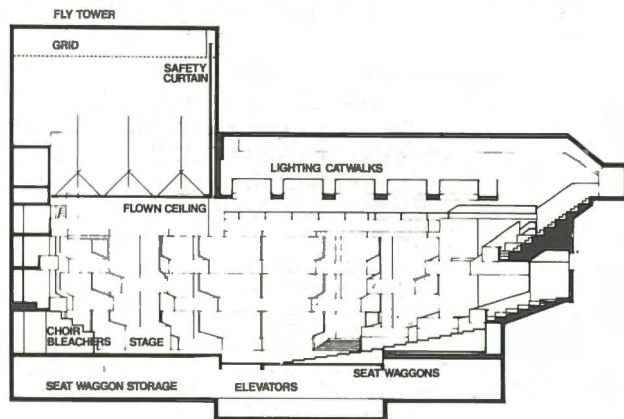 FLY TOWER
GRID
SAFETY
CURTAIN
LIGHTING CATWALKS
FLOWN CEILING
CHOIR
BLEACHERS
STAGE
SEAT WAGGONS
SEAT WAGGON STORAGE
ELEVATORS